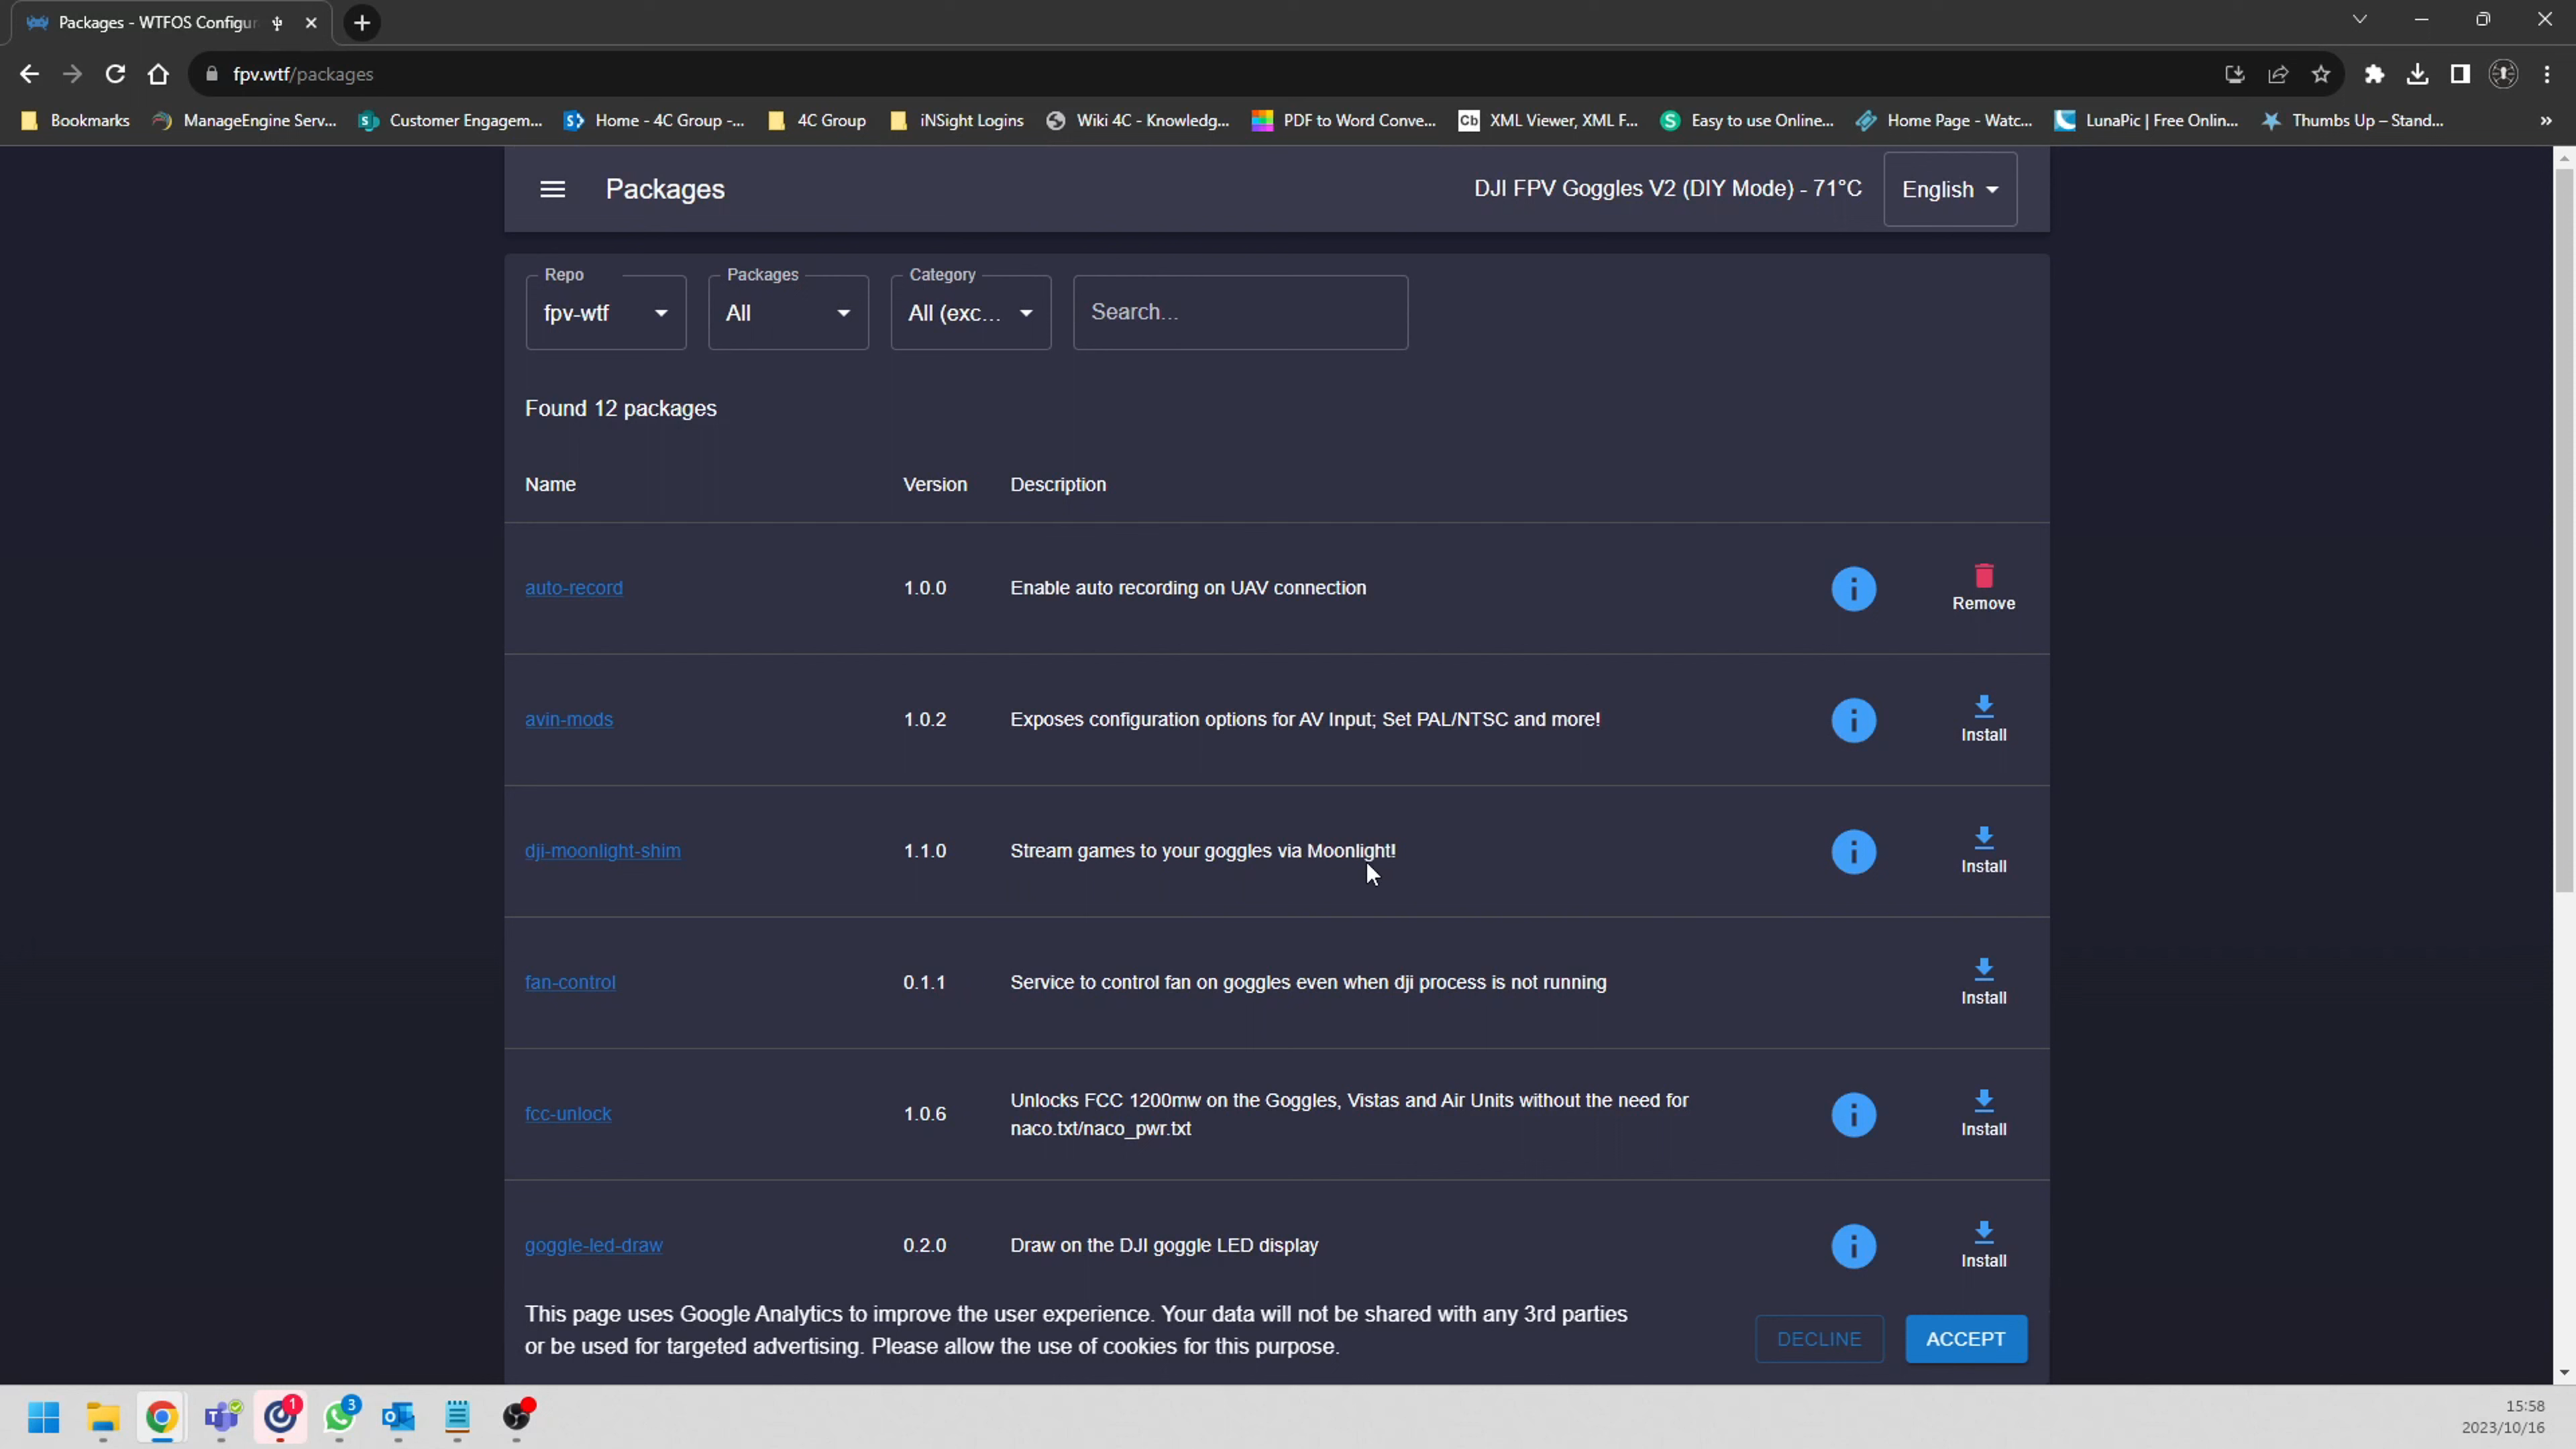 Packages - WTFOS Configur
fpv.wtf/packages
Bookmarks
ManageEngine Serv...
Customer Engagem...
Home - 4C Group -...
4C Group
iNSight Logins
Wiki 4C - Knowledg...
PDF to Word Conve...
XML Viewer, XML F...
Easy to use Online...
Home Page - Watc...
LunaPic | Free Onlin...
Thumbs Up – Stand...
Packages
DJI FPV Goggles V2 (DIY Mode) - 71°C
English
Repo
fpv-wtf
Packages
All
Category
All (exc...
Search...
Found 12 packages
Name Version Description
auto-record 1.0.0 Enable auto recording on UAV connection
Remove
avin-mods 1.0.2 Exposes configuration options for AV Input; Set PAL/NTSC and more!
Install
dji-moonlight-shim 1.1.0 Stream games to your goggles via Moonlight!
Install
fan-control 0.1.1 Service to control fan on goggles even when dji process is not running
Install
fcc-unlock 1.0.6 Unlocks FCC 1200mw on the Goggles, Vistas and Air Units without the need for
naco.txt/naco_pwr.txt
Install
goggle-led-draw 0.2.0 Draw on the DJI goggle LED display
Install
This page uses Google Analytics to improve the user experience. Your data will not be shared with any 3rd parties
or be used for targeted advertising. Please allow the use of cookies for this purpose.
DECLINE
ACCEPT
1
3
15:58
2023/10/16